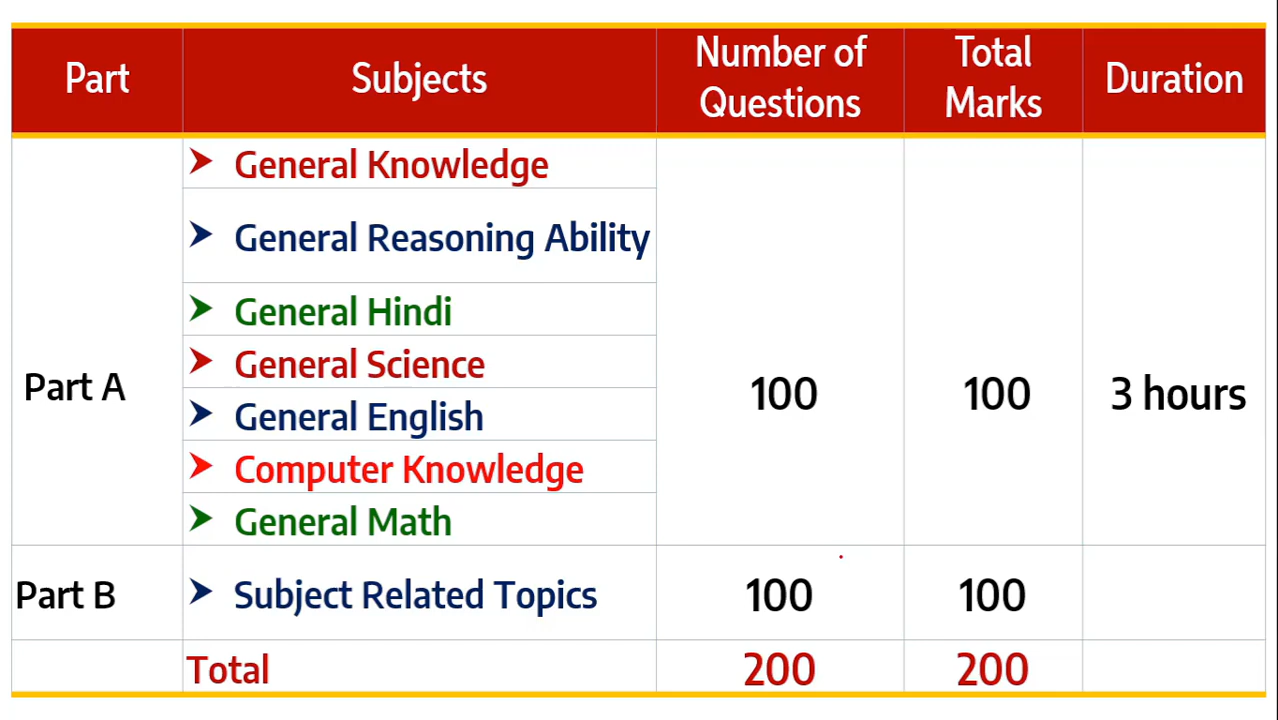 Part Subjects Number of Questions Total Marks Duration
General Knowledge
General Reasoning Ability
General Hindi
General Science
Part A 100 100 3 hours
General English
Computer Knowledge
General Math
Part B Subject Related Topics 100 100
Total 200 200